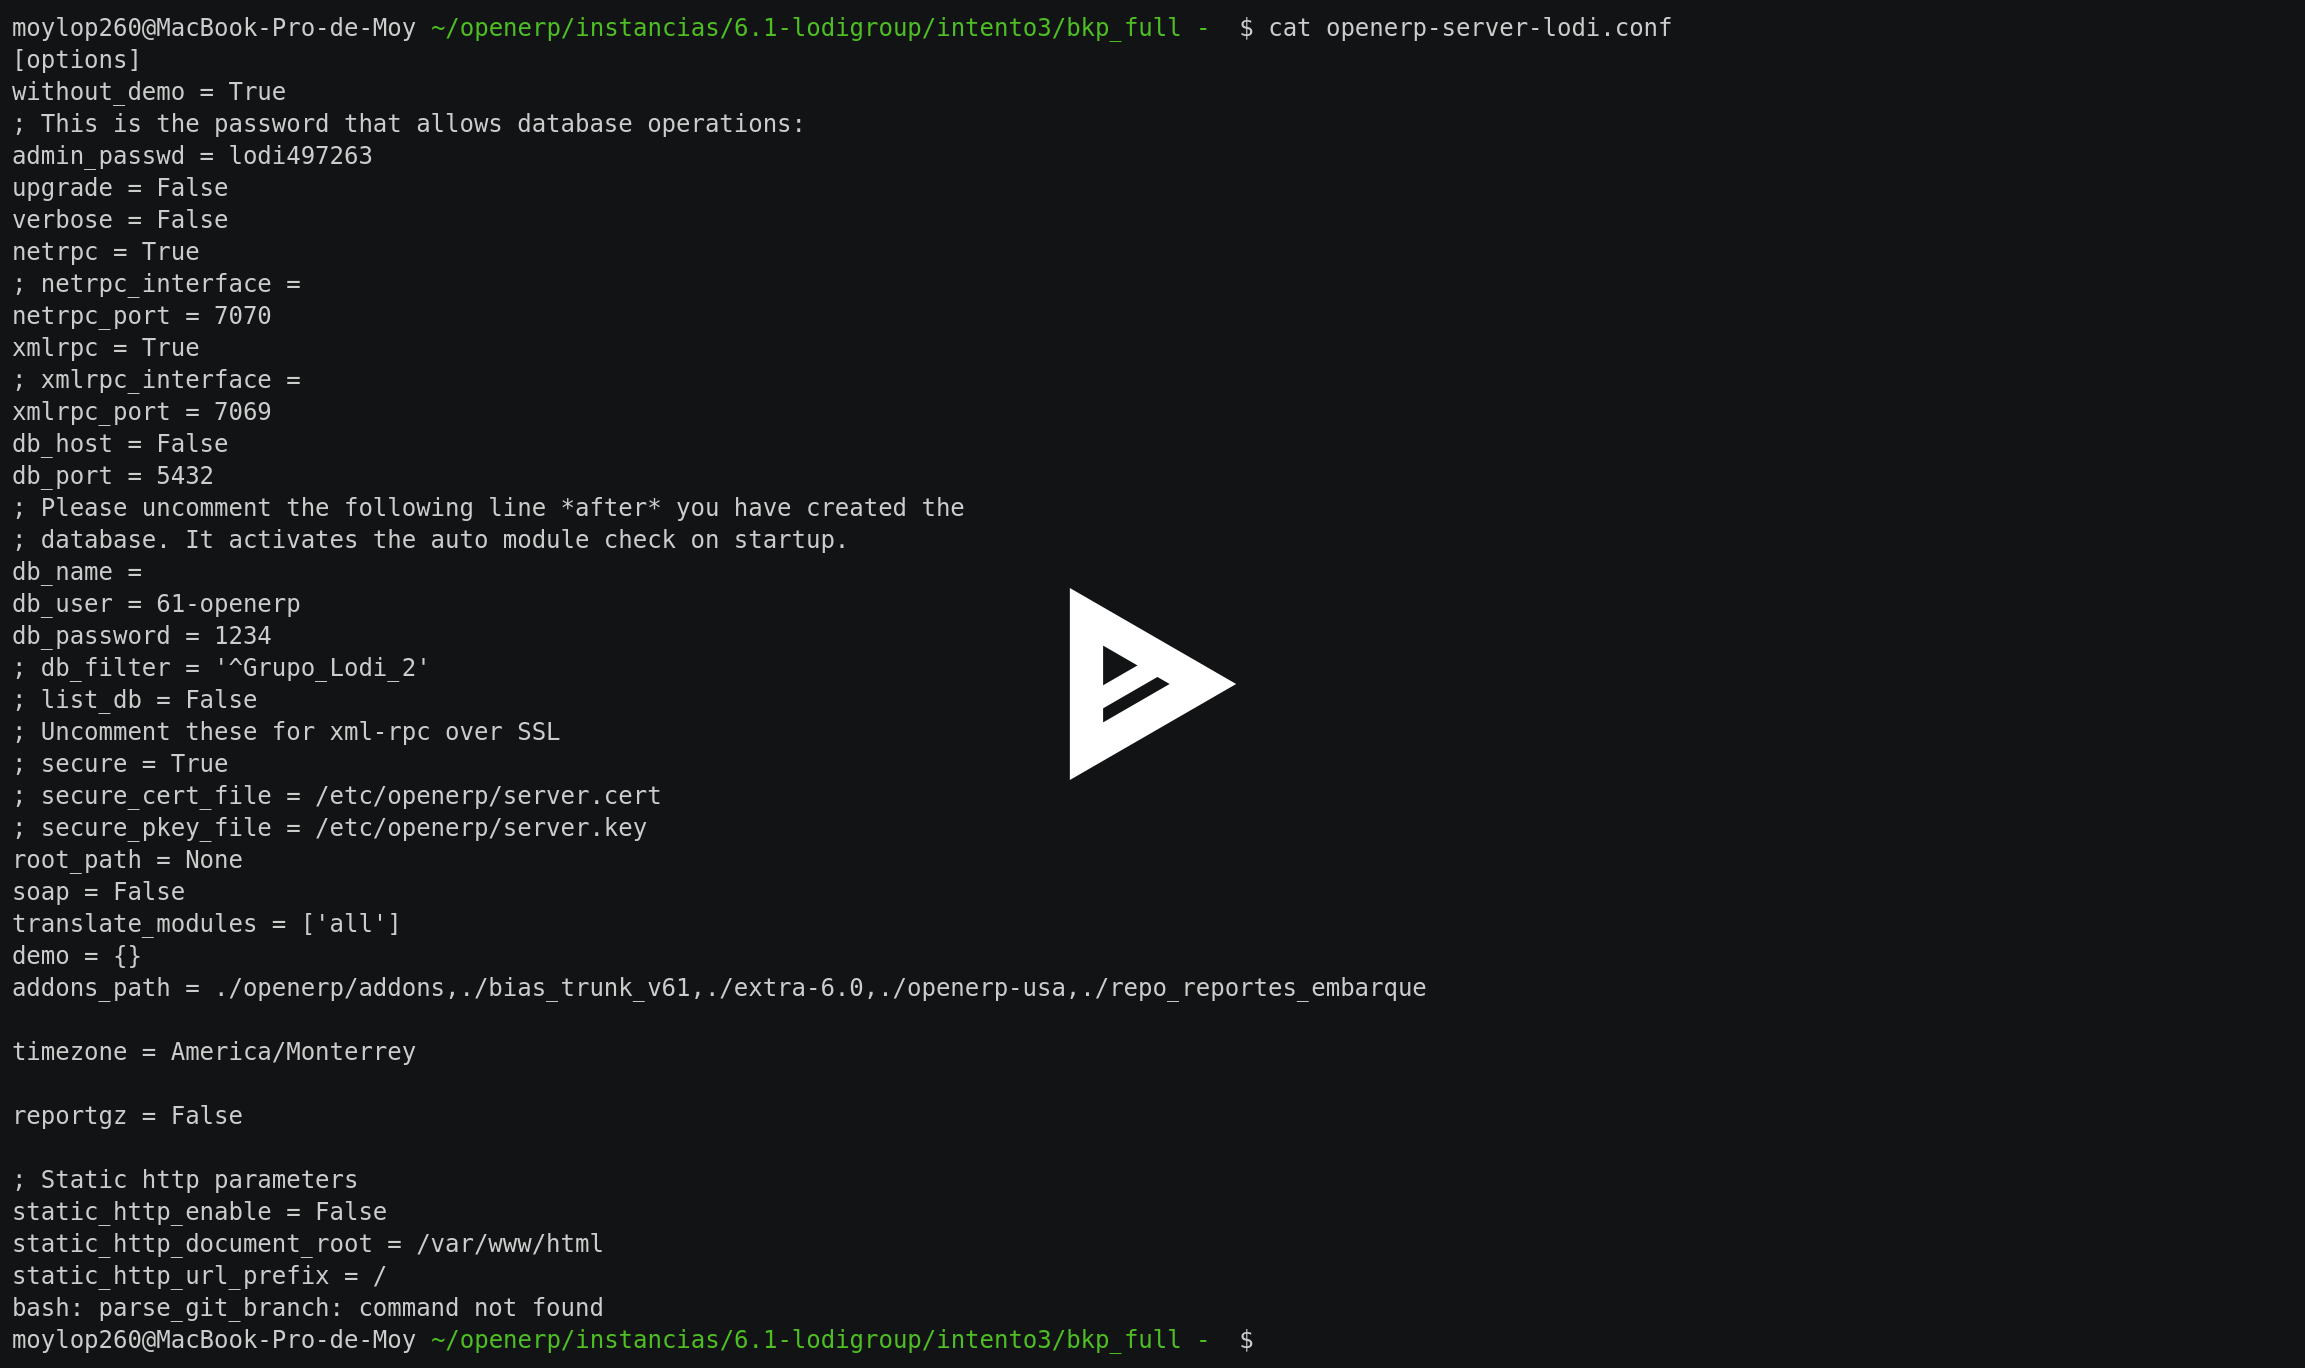 moylop260@MacBook-Pro-de-Moy ~/openerp/instancias/6.1-lodigroup/intento3/bkp_full -  $ cat openerp-server-lodi.conf
[options]
without_demo = True
; This is the password that allows database operations:
admin_passwd = lodi497263
upgrade = False
verbose = False
netrpc = True
; netrpc_interface =
netrpc_port = 7070
xmlrpc = True
; xmlrpc_interface =
xmlrpc_port = 7069
db_host = False
db_port = 5432
; Please uncomment the following line *after* you have created the
; database. It activates the auto module check on startup.
db_name =
db_user = 61-openerp
db_password = 1234
; db_filter = '^Grupo_Lodi_2'
; list_db = False
; Uncomment these for xml-rpc over SSL
; secure = True
; secure_cert_file = /etc/openerp/server.cert
; secure_pkey_file = /etc/openerp/server.key
root_path = None
soap = False
translate_modules = ['all']
demo = {}
addons_path = ./openerp/addons,./bias_trunk_v61,./extra-6.0,./openerp-usa,./repo_reportes_embarque

timezone = America/Monterrey

reportgz = False

; Static http parameters
static_http_enable = False
static_http_document_root = /var/www/html
static_http_url_prefix = /
bash: parse_git_branch: command not found
moylop260@MacBook-Pro-de-Moy ~/openerp/instancias/6.1-lodigroup/intento3/bkp_full -  $